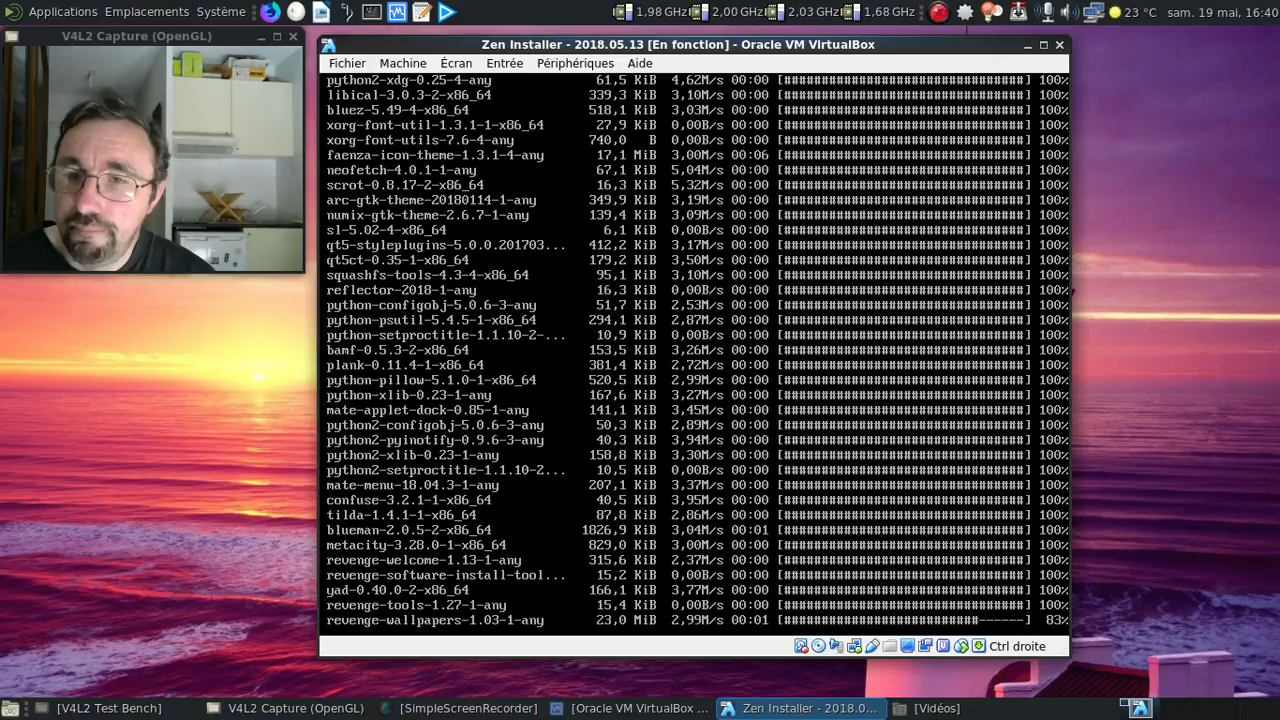 Applications Emplacements Système 1,98 GHz 2,00 GHz 2,03 GHz 1,68 GHz 23 °C sam. 19 mai, 16:40
V4L2 Capture (OpenGL)
Zen Installer - 2018.05.13 [En fonction] - Oracle VM VirtualBox
Fichier Machine Écran Entrée Périphériques Aide
python2-xdg-0.25-4-any 61,5 KiB 4,62M/s 00:00 [################################] 100%
libical-3.0.3-2-x86_64 339,3 KiB 3,10M/s 00:00 [################################] 100%
bluez-5.49-4-x86_64 518,1 KiB 3,03M/s 00:00 [################################] 100%
xorg-font-util-1.3.1-1-x86_64 27,9 KiB 0,00B/s 00:00 [################################] 100%
xorg-font-utils-7.6-4-any 740,0 B 0,00B/s 00:00 [################################] 100%
faenza-icon-theme-1.3.1-4-any 17,1 MiB 3,00M/s 00:06 [################################] 100%
neofetch-4.0.1-1-any 67,1 KiB 5,04M/s 00:00 [################################] 100%
scrot-0.8.17-2-x86_64 16,3 KiB 5,32M/s 00:00 [################################] 100%
arc-gtk-theme-20180114-1-any 349,9 KiB 3,19M/s 00:00 [################################] 100%
numix-gtk-theme-2.6.7-1-any 139,4 KiB 3,09M/s 00:00 [################################] 100%
sl-5.02-4-x86_64 6,1 KiB 0,00B/s 00:00 [################################] 100%
qt5-styleplugins-5.0.0.201703... 412,2 KiB 3,17M/s 00:00 [################################] 100%
qt5ct-0.35-1-x86_64 179,2 KiB 3,50M/s 00:00 [################################] 100%
squashfs-tools-4.3-4-x86_64 95,1 KiB 3,10M/s 00:00 [################################] 100%
reflector-2018-1-any 16,3 KiB 0,00B/s 00:00 [################################] 100%
python-configobj-5.0.6-3-any 51,7 KiB 2,53M/s 00:00 [################################] 100%
python-psutil-5.4.5-1-x86_64 294,1 KiB 2,87M/s 00:00 [################################] 100%
python-setproctitle-1.1.10-2-... 10,9 KiB 0,00B/s 00:00 [################################] 100%
bamf-0.5.3-2-x86_64 153,5 KiB 3,26M/s 00:00 [################################] 100%
plank-0.11.4-1-x86_64 381,4 KiB 2,72M/s 00:00 [################################] 100%
python-pillow-5.1.0-1-x86_64 520,5 KiB 2,99M/s 00:00 [################################] 100%
python-xlib-0.23-1-any 167,6 KiB 3,27M/s 00:00 [################################] 100%
mate-applet-dock-0.85-1-any 141,1 KiB 3,45M/s 00:00 [################################] 100%
python2-configobj-5.0.6-3-any 50,3 KiB 2,89M/s 00:00 [################################] 100%
python2-pyinotify-0.9.6-3-any 40,3 KiB 3,94M/s 00:00 [################################] 100%
python2-xlib-0.23-1-any 158,8 KiB 3,30M/s 00:00 [################################] 100%
python2-setproctitle-1.1.10-2... 10,5 KiB 0,00B/s 00:00 [################################] 100%
mate-menu-18.04.3-1-any 207,1 KiB 3,37M/s 00:00 [################################] 100%
confuse-3.2.1-1-x86_64 40,5 KiB 3,95M/s 00:00 [################################] 100%
tilda-1.4.1-1-x86_64 87,8 KiB 2,86M/s 00:00 [################################] 100%
blueman-2.0.5-2-x86_64 1826,9 KiB 3,04M/s 00:01 [################################] 100%
metacity-3.28.0-1-x86_64 829,0 KiB 3,00M/s 00:00 [################################] 100%
revenge-welcome-1.13-1-any 315,6 KiB 2,37M/s 00:00 [################################] 100%
revenge-software-install-tool... 15,2 KiB 0,00B/s 00:00 [################################] 100%
yad-0.40.0-2-x86_64 166,1 KiB 3,77M/s 00:00 [################################] 100%
revenge-tools-1.27-1-any 15,4 KiB 0,00B/s 00:00 [################################] 100%
revenge-wallpapers-1.03-1-any 23,0 MiB 2,99M/s 00:01 [##########################------] 83%
Ctrl droite
[V4L2 Test Bench] V4L2 Capture (OpenGL) [SimpleScreenRecorder] [Oracle VM VirtualBox ... Zen Installer - 2018.0... [Vidéos]